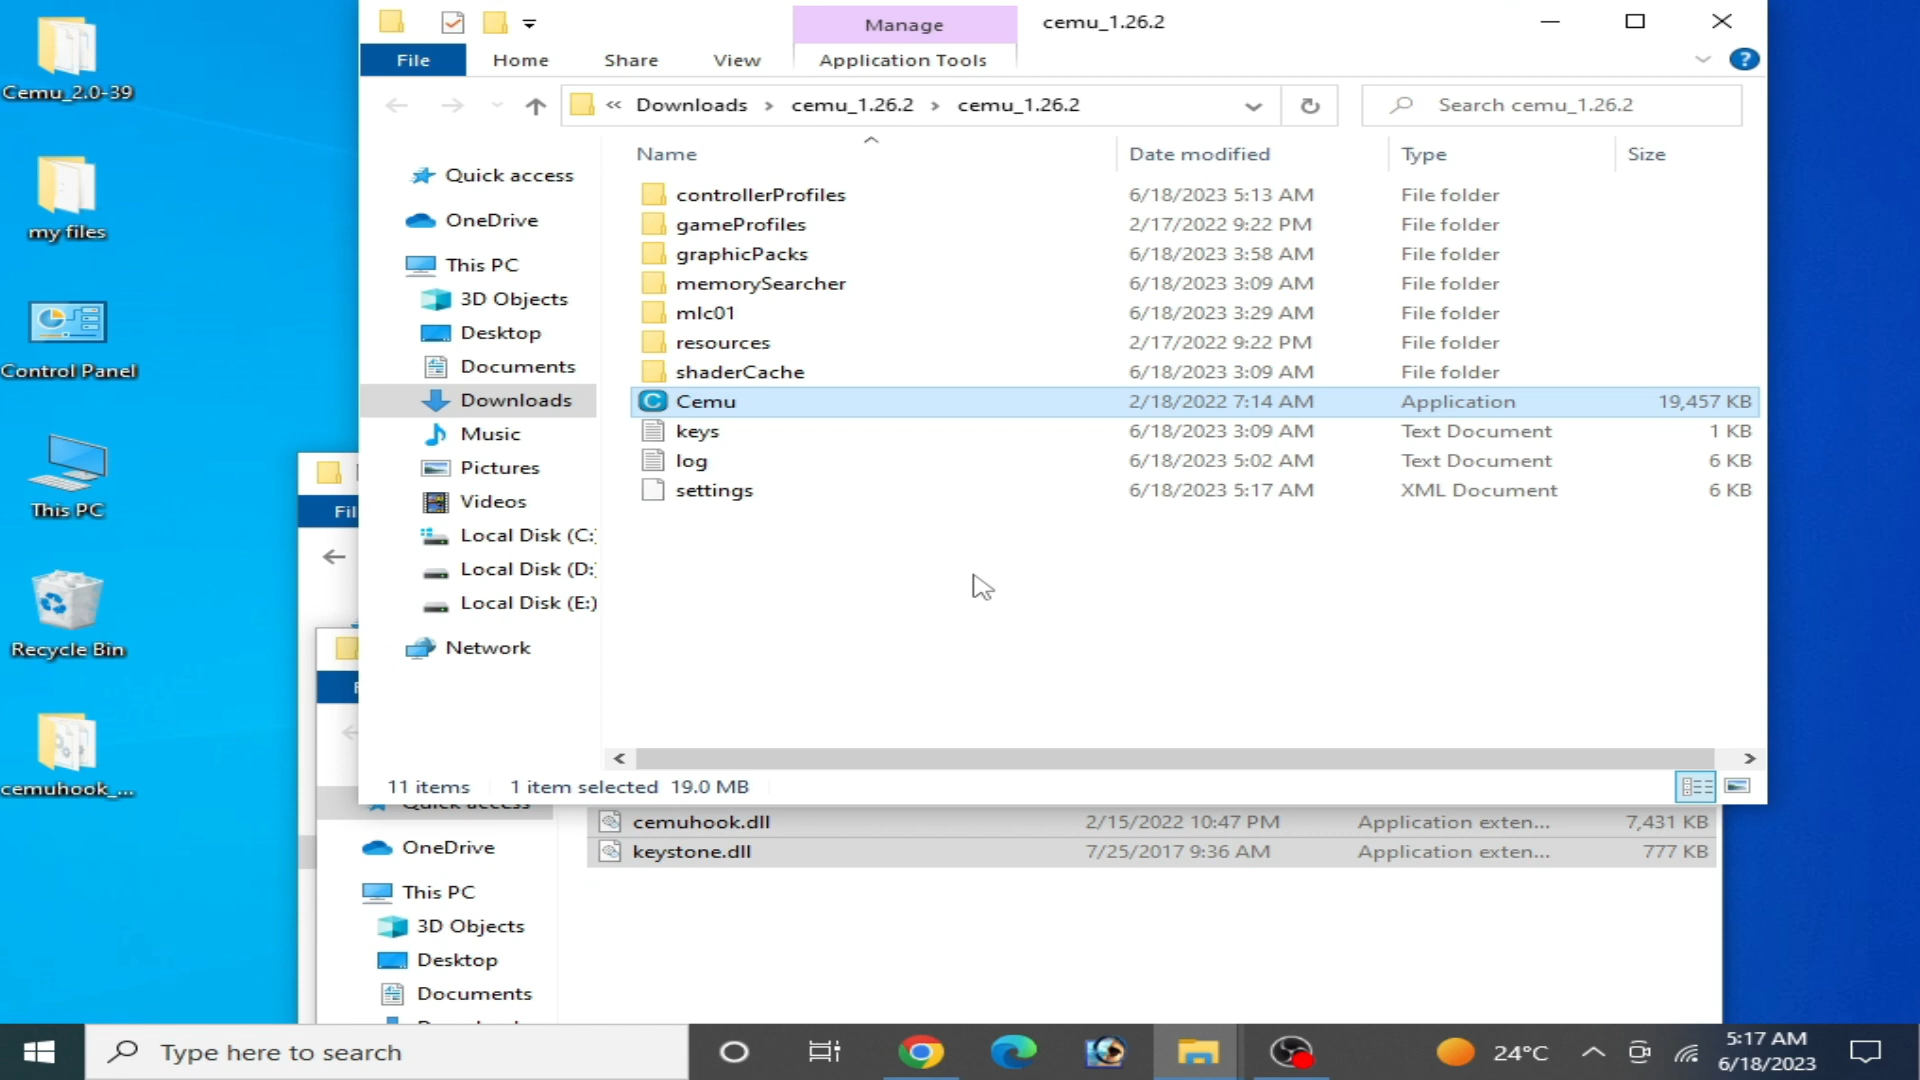 Cemu_2.0-39
my files
Control Panel
This PC
Recycle Bin
cemuhook_...
Manage
cemu_1.26.2
File
Home
Share
View
Application Tools
?
« Downloads > cemu_1.26.2 > cemu_1.26.2
Search cemu_1.26.2
Quick access
OneDrive
This PC
3D Objects
Desktop
Documents
Downloads
Music
Pictures
Videos
Local Disk (C:
Local Disk (D:
Local Disk (E:)
Network
Name Date modified Type Size
controllerProfiles 6/18/2023 5:13 AM File folder
gameProfiles 2/17/2022 9:22 PM File folder
graphicPacks 6/18/2023 3:58 AM File folder
memorySearcher 6/18/2023 3:09 AM File folder
mlc01 6/18/2023 3:29 AM File folder
resources 2/17/2022 9:22 PM File folder
shaderCache 6/18/2023 3:09 AM File folder
Cemu 2/18/2022 7:14 AM Application 19,457 KB
keys 6/18/2023 3:09 AM Text Document 1 KB
log 6/18/2023 5:02 AM Text Document 6 KB
settings 6/18/2023 5:17 AM XML Document 6 KB
11 items 1 item selected 19.0 MB
Fil
F
Quick access
OneDrive
This PC
3D Objects
Desktop
Documents
cemuhook.dll 2/15/2022 10:47 PM Application exten... 7,431 KB
keystone.dll 7/25/2017 9:36 AM Application exten... 777 KB
Type here to search
24°C
5:17 AM
6/18/2023